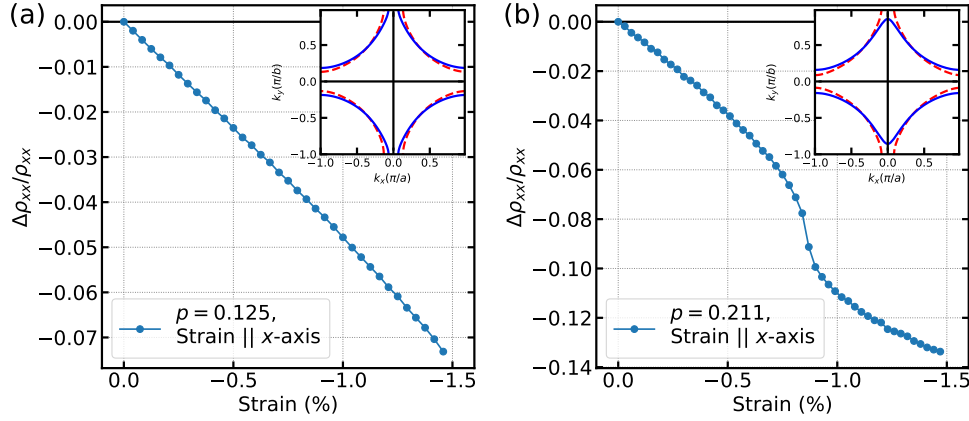 (a)
0.00
−0.01
−0.02
−0.03
−0.04
−0.05
−0.06
−0.07
Δρxx/ρxx
0.0
−0.5
−1.0
−1.5
Strain (%)
p = 0.125,
Strain || x-axis
0.5
0.0
−0.5
−1.0
ky(π/b)
−1.0
−0.5
0.0
0.5
kx(π/a)
(b)
0.00
−0.02
−0.04
−0.06
−0.08
−0.10
−0.12
−0.14
Δρxx/ρxx
0.0
−0.5
−1.0
−1.5
Strain (%)
p = 0.211,
Strain || x-axis
0.5
0.0
−0.5
−1.0
ky(π/b)
−1.0
−0.5
0.0
0.5
kx(π/a)